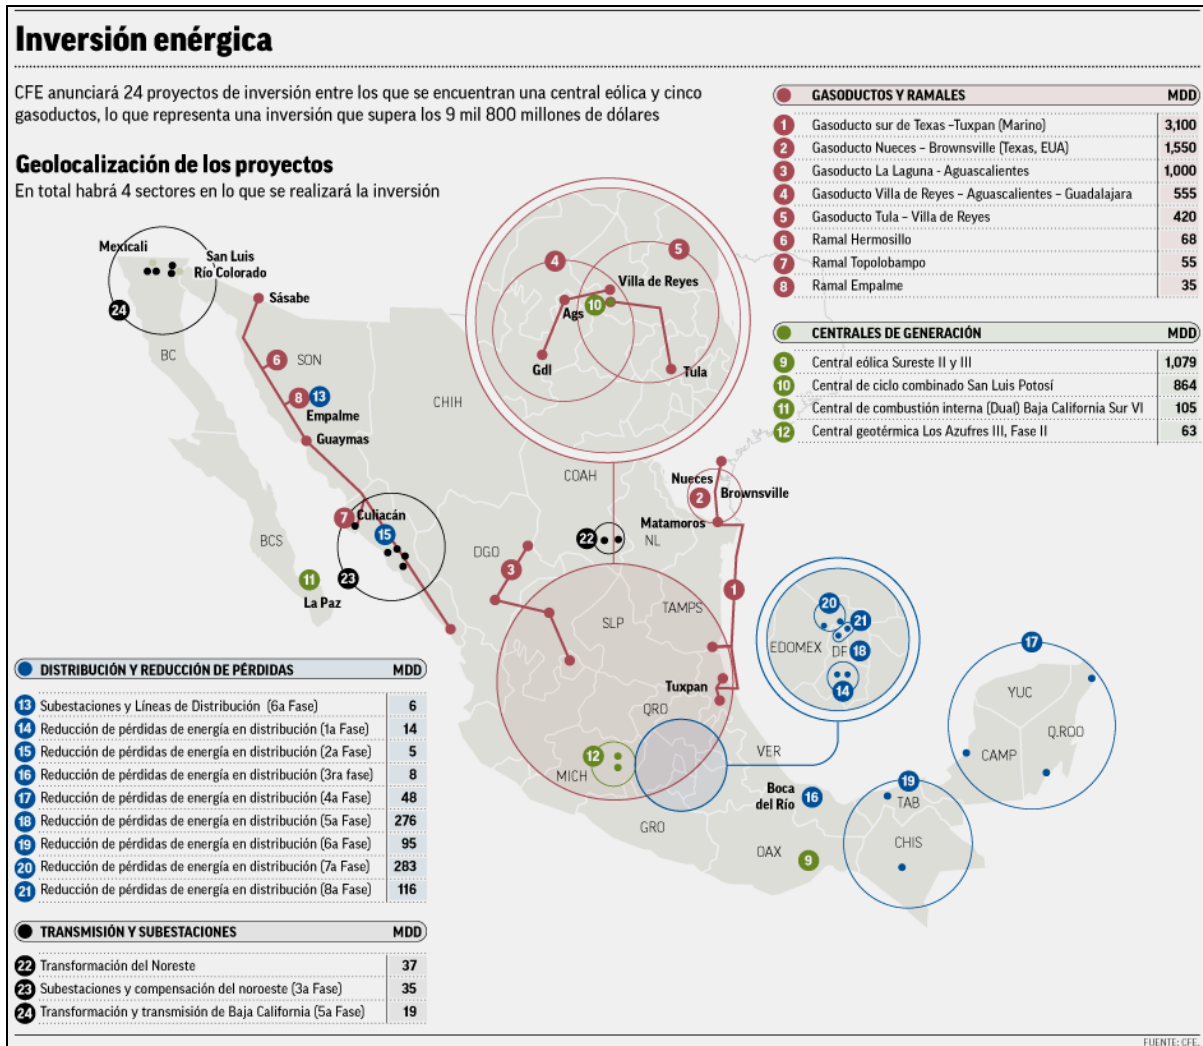 Inversión enérgica
CFE anunciará 24 proyectos de inversión entre los que se encuentran una central eólica y cinco
gasoductos, lo que representa una inversión que supera los 9 mil 800 millones de dólares
Geolocalización de los proyectos
En total habrá 4 sectores en lo que se realizará la inversión
GASODUCTOS Y RAMALES MDD
1 Gasoducto sur de Texas -Tuxpan (Marino) 3,100
2 Gasoducto Nueces - Brownsville (Texas, EUA) 1,550
3 Gasoducto La Laguna - Aguascalientes 1,000
4 Gasoducto Villa de Reyes - Aguascalientes - Guadalajara 555
5 Gasoducto Tula - Villa de Reyes 420
6 Ramal Hermosillo 68
7 Ramal Topolobampo 55
8 Ramal Empalme 35
CENTRALES DE GENERACIÓN MDD
9 Central eólica Sureste II y III 1,079
10 Central de ciclo combinado San Luis Potosí 864
11 Central de combustión interna (Dual) Baja California Sur VI 105
12 Central geotérmica Los Azufres III, Fase II 63
Mexicali
San Luis
Río Colorado
24
BC
Sásabe
6
SON
8
13
Empalme
Guaymas
CHIH
BCS
7
Culiacán
15
23
11
La Paz
4
5
Villa de Reyes
Ags
10
Gdl
Tula
COAH
22
NL
Nueces
2
Brownsville
Matamoros
DGO
3
1
SLP
TAMPS
Tuxpan
QRO
12
MICH
VER
GRO
Boca
del Río
16
OAX
9
20
21
EDOMEX
DF
18
14
17
YUC
Q.ROO
CAMP
19
TAB
CHIS
DISTRIBUCIÓN Y REDUCCIÓN DE PÉRDIDAS MDD
13 Subestaciones y Líneas de Distribución (6a Fase) 6
14 Reducción de pérdidas de energía en distribución (1a Fase) 14
15 Reducción de pérdidas de energía en distribución (2a Fase) 5
16 Reducción de pérdidas de energía en distribución (3ra fase) 8
17 Reducción de pérdidas de energía en distribución (4a Fase) 48
18 Reducción de pérdidas de energía en distribución (5a Fase) 276
19 Reducción de pérdidas de energía en distribución (6a Fase) 95
20 Reducción de pérdidas de energía en distribución (7a Fase) 283
21 Reducción de pérdidas de energía en distribución (8a Fase) 116
TRANSMISIÓN Y SUBESTACIONES MDD
22 Transformación del Noreste 37
23 Subestaciones y compensación del noroeste (3a Fase) 35
24 Transformación y transmisión de Baja California (5a Fase) 19
FUENTE: CFE.